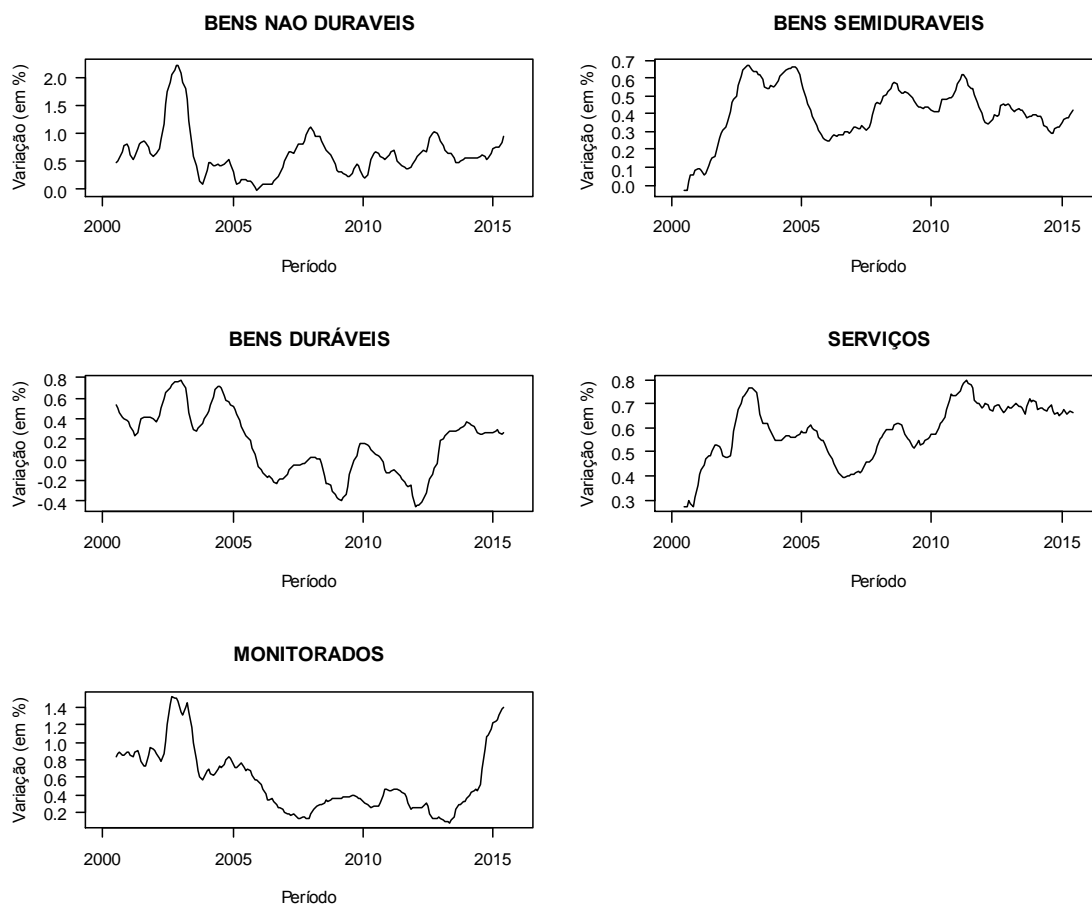 BENS NAO DURAVEIS
Variação (em %)
2.0
1.5
1.0
0.5
0.0
2000 2005 2010 2015
Período
BENS SEMIDURAVEIS
Variação (em %)
0.7
0.6
0.5
0.4
0.3
0.2
0.1
0.0
2000 2005 2010 2015
Período
BENS DURÁVEIS
Variação (em %)
0.8
0.6
0.4
0.2
0.0
-0.2
-0.4
2000 2005 2010 2015
Período
SERVIÇOS
Variação (em %)
0.8
0.7
0.6
0.5
0.4
0.3
2000 2005 2010 2015
Período
MONITORADOS
Variação (em %)
1.4
1.2
1.0
0.8
0.6
0.4
0.2
2000 2005 2010 2015
Período